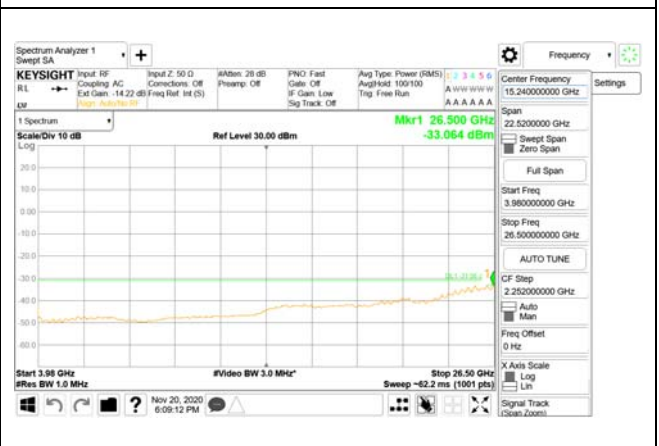 Spectrum Analyzer 1
Swept SA
Frequency
KEYSIGHT
RL
Input: RF
Coupling: AC
Ext Gain: -14.22 dB
Align: Auto/No RF
Input Z: 50 Ω
Corrections: Off
Freq Ref: Int (S)
#Atten: 28 dB
Preamp: Off
PNO: Fast
Gate: Off
IF Gain: Low
Sig Track: Off
Avg Type: Power (RMS)
Avg|Hold: 100/100
Trig: Free Run
1 2 3 4 5 6
A W W W W W
A A A A A A
1 Spectrum
Scale/Div 10 dB
Log
Ref Level 30.00 dBm
Mkr1 26.500 GHz
-33.064 dBm
20.0
10.0
0.00
-10.0
-20.0
-30.0
-40.0
-50.0
-60.0
1
Start 3.98 GHz
#Res BW 1.0 MHz
#Video BW 3.0 MHz*
Stop 26.50 GHz
Sweep ~62.2 ms (1001 pts)
Nov 20, 2020
6:09:12 PM
Center Frequency
15.240000000 GHz
Settings
Span
22.5200000 GHz
Swept Span
Zero Span
Full Span
Start Freq
3.980000000 GHz
Stop Freq
26.500000000 GHz
AUTO TUNE
CF Step
2.252000000 GHz
Auto
Man
Freq Offset
0 Hz
X Axis Scale
Log
Lin
Signal Track
(Span Zoom)